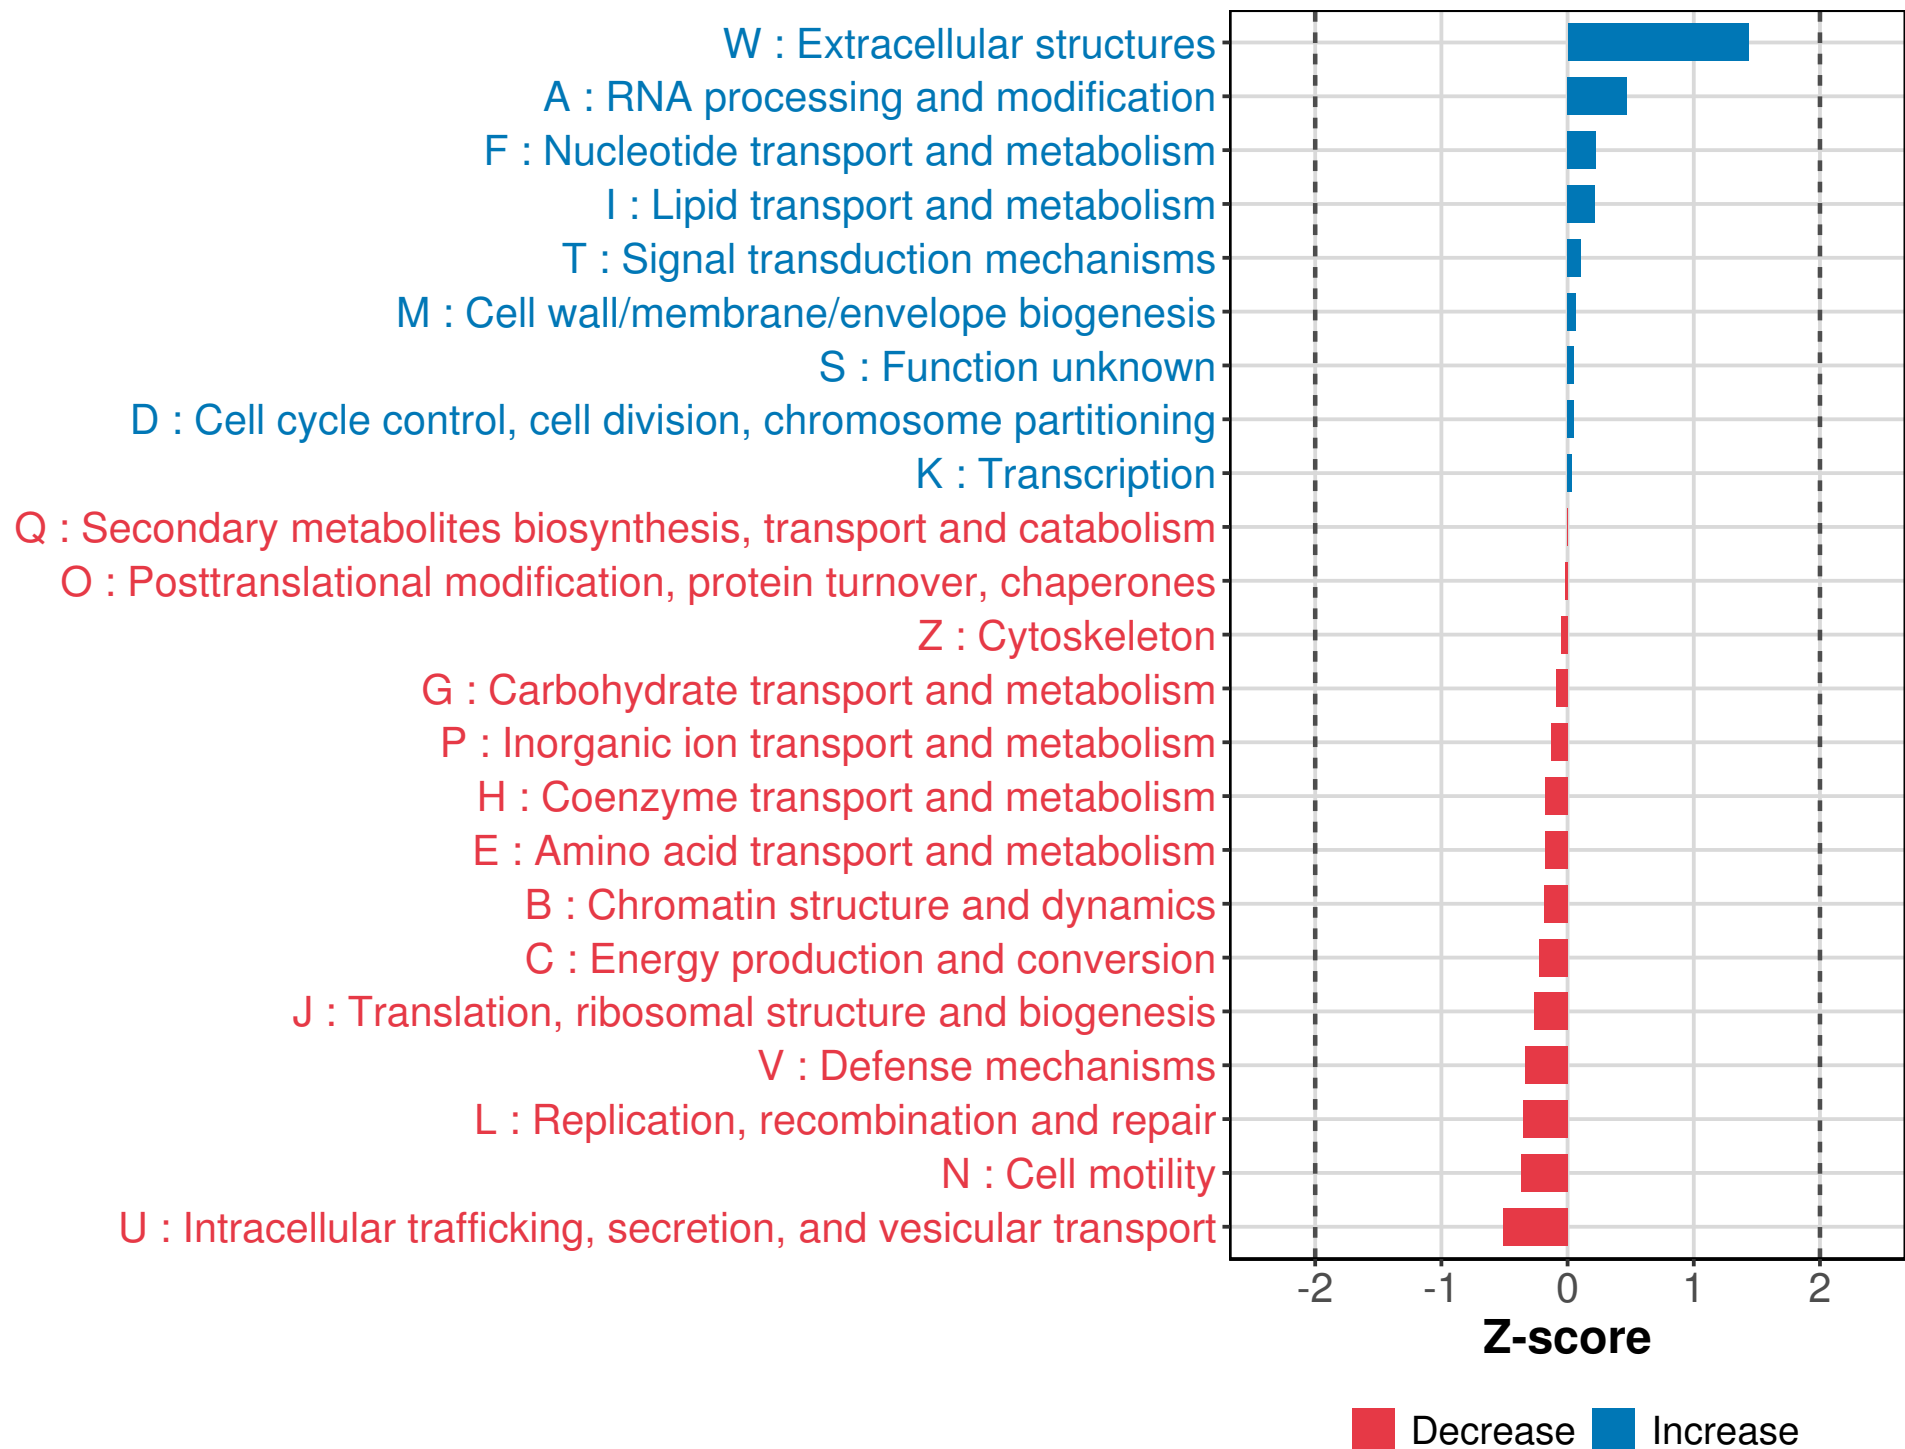 W : Extracellular structures
A : RNA processing and modification
F : Nucleotide transport and metabolism
I : Lipid transport and metabolism
T : Signal transduction mechanisms
M : Cell wall/membrane/envelope biogenesis
S : Function unknown
D : Cell cycle control, cell division, chromosome partitioning
K : Transcription
Q : Secondary metabolites biosynthesis, transport and catabolism
O : Posttranslational modification, protein turnover, chaperones
Z : Cytoskeleton
G : Carbohydrate transport and metabolism
P : Inorganic ion transport and metabolism
H : Coenzyme transport and metabolism
E : Amino acid transport and metabolism
B : Chromatin structure and dynamics
C : Energy production and conversion
J : Translation, ribosomal structure and biogenesis
V : Defense mechanisms
L : Replication, recombination and repair
N : Cell motility
U : Intracellular trafficking, secretion, and vesicular transport
-2 -1 0 1 2
Z-score
Decrease Increase